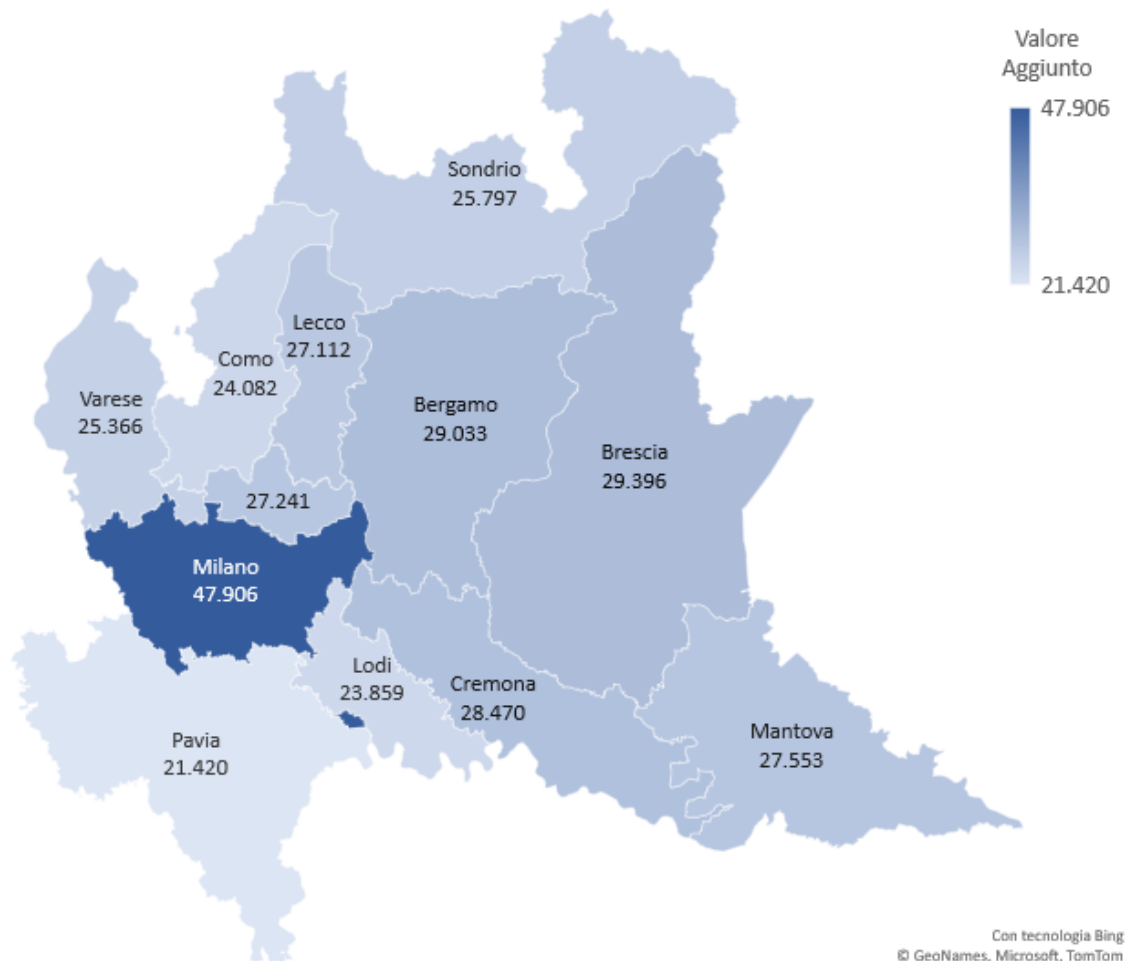 Valore
Aggiunto
47.906
21.420
Sondrio
25.797
Lecco
27.112
Como
24.082
Varese
25.366
Bergamo
29.033
Brescia
29.396
27.241
Milano
47.906
Lodi
23.859
Cremona
28.470
Pavia
21.420
Mantova
27.553
Con tecnologia Bing
© GeoNames, Microsoft, TomTom